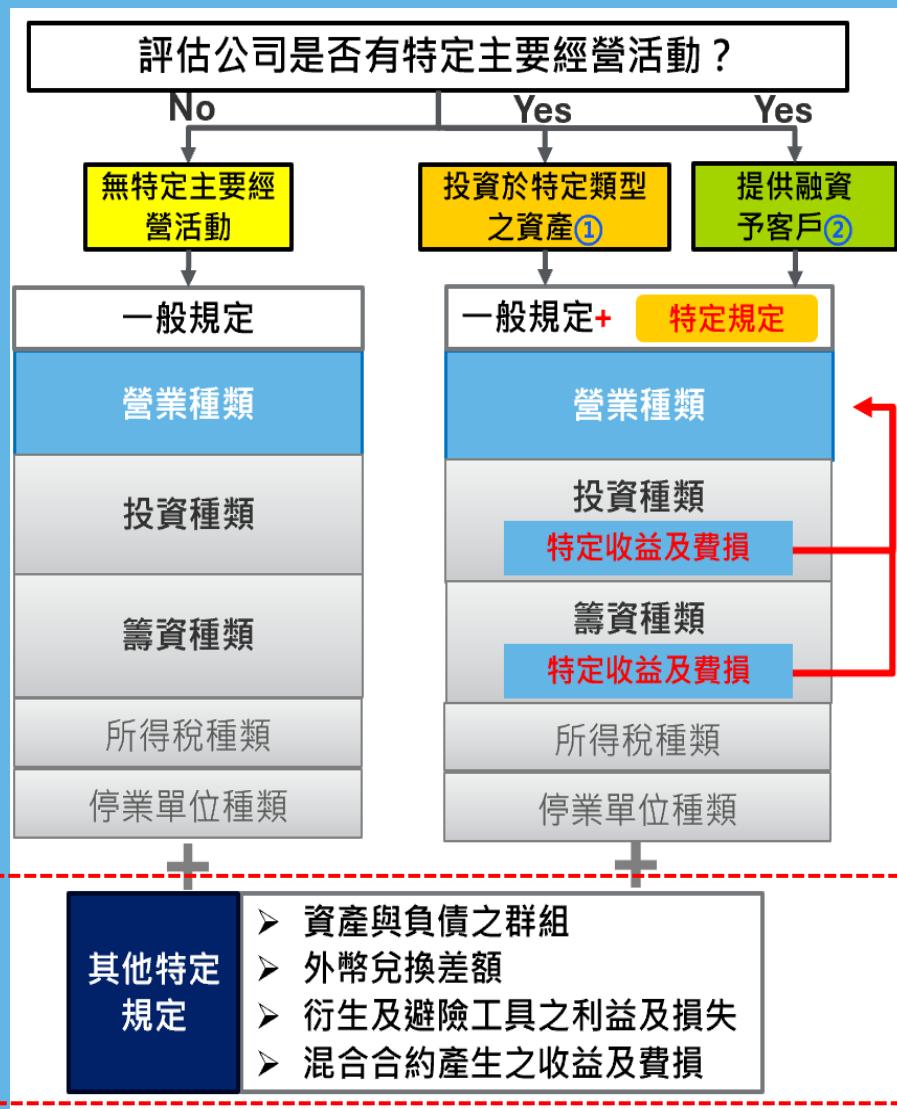 評估公司是否有特定主要經營活動？
No
Yes
Yes
無特定主要經
營活動
投資於特定類型
之資產①
提供融資
予客戶②
一般規定
營業種類
投資種類
籌資種類
所得稅種類
停業單位種類
一般規定+ 特定規定
營業種類
投資種類
特定收益及費損
籌資種類
特定收益及費損
所得稅種類
停業單位種類
其他特定
規定
➢ 資產與負債之群組
➢ 外幣兌換差額
➢ 衍生及避險工具之利益及損失
➢ 混合合約產生之收益及費損